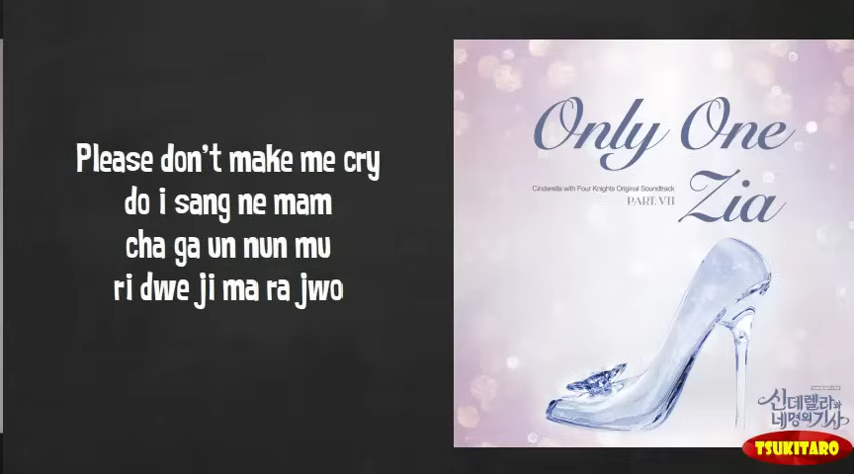 Please don't make me cry
do i sang ne mam
cha ga un nun mu
ri dwe ji ma ra jwo
Only One
Cinderella with Four Knights Original Soundtrack
PART.VII
Zia
신데렐라와
네명의기사
TSUKITARO